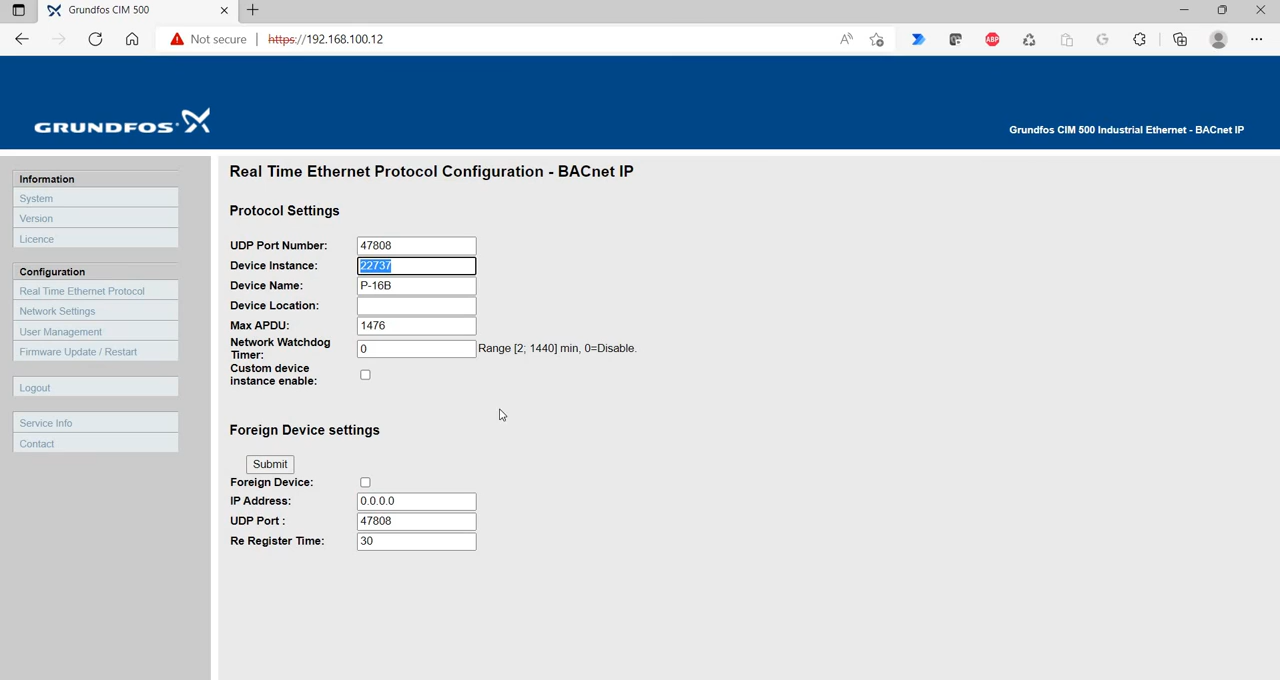 Grundfos CIM 500
Not secure | https://192.168.100.12
A
ABP
G
GRUNDFOS
Grundfos CIM 500 Industrial Ethernet - BACnet IP
Information
System
Version
Licence
Configuration
Real Time Ethernet Protocol
Network Settings
User Management
Firmware Update / Restart
Logout
Service Info
Contact
Real Time Ethernet Protocol Configuration - BACnet IP
Protocol Settings
UDP Port Number: 47808
Device Instance: 22737
Device Name: P-16B
Device Location:
Max APDU: 1476
Network Watchdog
Timer: 0 Range [2; 1440] min, 0=Disable.
Custom device
instance enable:
Foreign Device settings
Submit
Foreign Device:
IP Address: 0.0.0.0
UDP Port : 47808
Re Register Time: 30